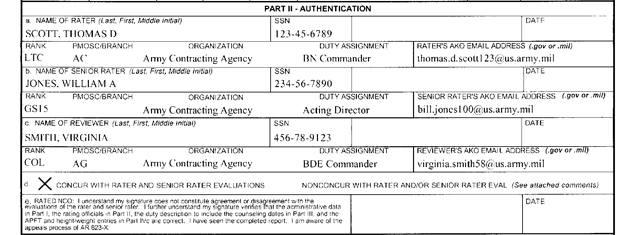 PART II - AUTHENTICATION
a. NAME OF RATER (Last, First, Middle Initial) SSN DATE
SCOTT, THOMAS D 123-45-6789
RANK PMOSC/BRANCH ORGANIZATION DUTY ASSIGNMENT RATER'S AKO EMAIL ADDRESS (.gov or .mil)
LTC AC Army Contracting Agency BN Commander thomas.d.scott123@us.army.mil
b. NAME OF SENIOR RATER (Last, First, Middle Initial) SSN DATE
JONES, WILLIAM A 234-56-7890
RANK PMOSC/BRANCH ORGANIZATION DUTY ASSIGNMENT SENIOR RATER'S AKO EMAIL ADDRESS (.gov or .mil)
GS15 Army Contracting Agency Acting Director bill.jones100@us.army.mil
c. NAME OF REVIEWER (Last, First, Middle Initial) SSN DATE
SMITH, VIRGINIA 456-78-9123
RANK PMOSC/BRANCH ORGANIZATION DUTY ASSIGNMENT REVIEWER'S AKO EMAIL ADDRESS (.gov or .mil)
COL AG Army Contracting Agency BDE Commander virginia.smith58@us.army.mil
d. X CONCUR WITH RATER AND SENIOR RATER EVALUATIONS NONCONCUR WITH RATER AND/OR SENIOR RATER EVAL (See attached comments)
e. RATED NCO: I understand my signature does not constitute agreement or disagreement with the DATE
evaluations of the rater and senior rater. I further understand my signature verifies that the administrative data
in Part I, the rating officials in Part II, the duty description to include the counseling dates in Part III, and the
APFT and height/weight entries in Part IVc are correct. I have seen the completed report. I am aware of the
appeals process of AR 623-X.